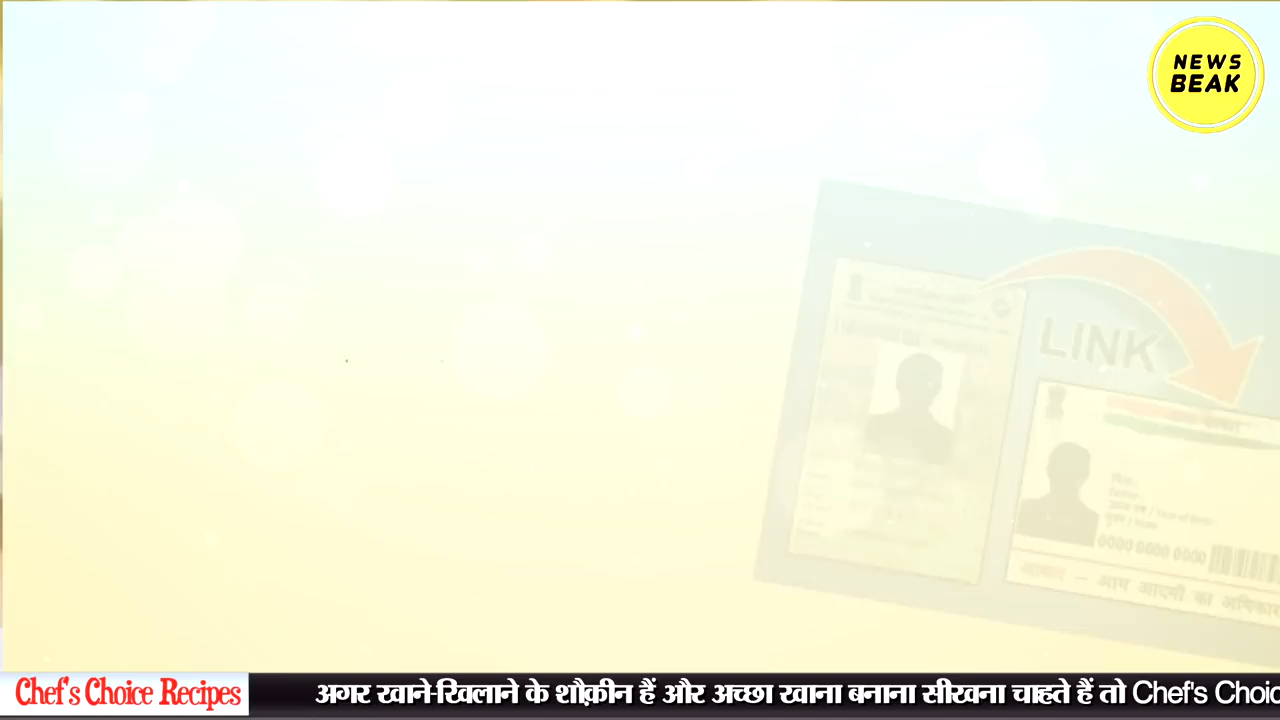 NEWS
BEAK
LINK
0000 0000 0000
आधार – आम आदमी का अधिकार
Chef's Choice Recipes
अगर खाने-खिलाने के शौक़ीन हैं और अच्छा खाना बनाना सीखना चाहते हैं तो Chef's Choic